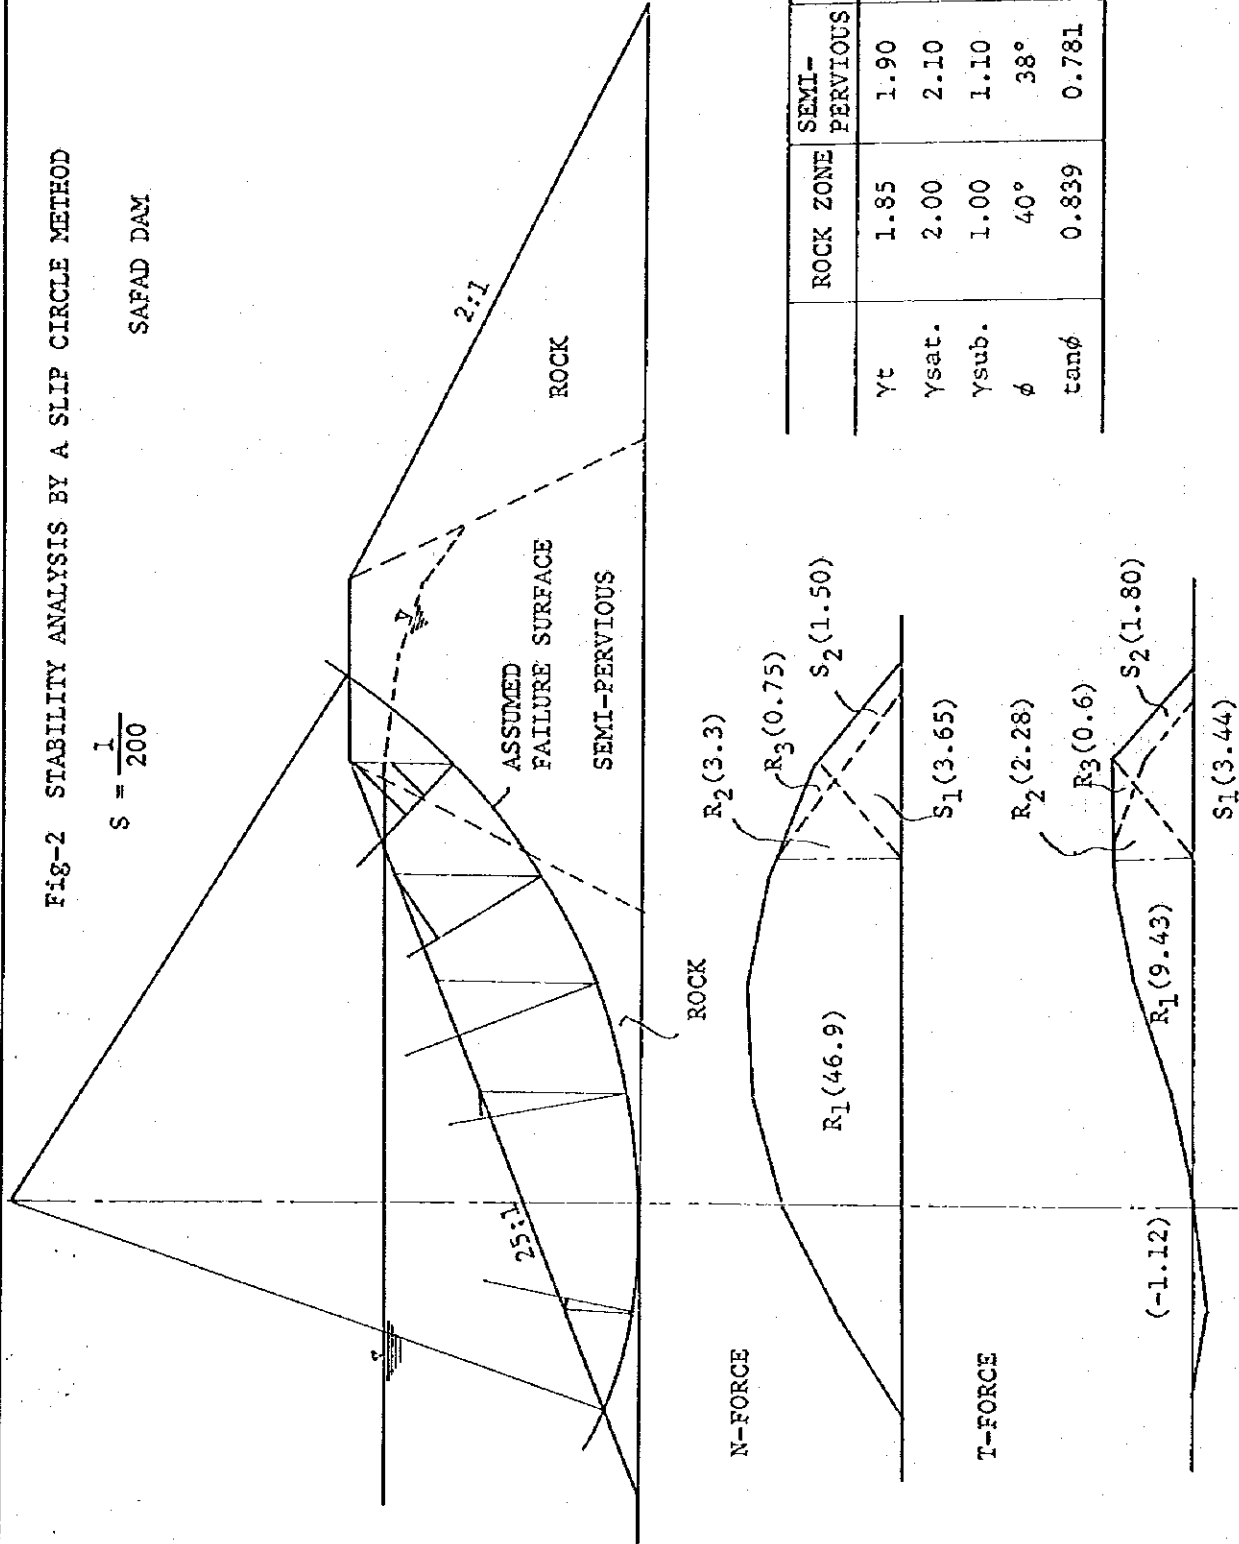 Fig-2 STABILITY ANALYSIS BY A SLIP CIRCLE METHOD
S = 1/200
SAFAD DAM
25:1
2:1
ROCK
ASSUMED
FAILURE SURFACE
SEMI-PERVIOUS
ROCK
N-FORCE
R1(46.9)
R2(3.3)
R3(0.75)
S2(1.50)
S1(3.65)
T-FORCE
(-1.12)
R1(9.43)
R2(2.28)
R3(0.6)
S2(1.80)
S1(3.44)
ROCK ZONE SEMI-PERVIOUS
γt 1.85 1.90
γsat. 2.00 2.10
γsub. 1.00 1.10
φ 40° 38°
tanφ 0.839 0.781